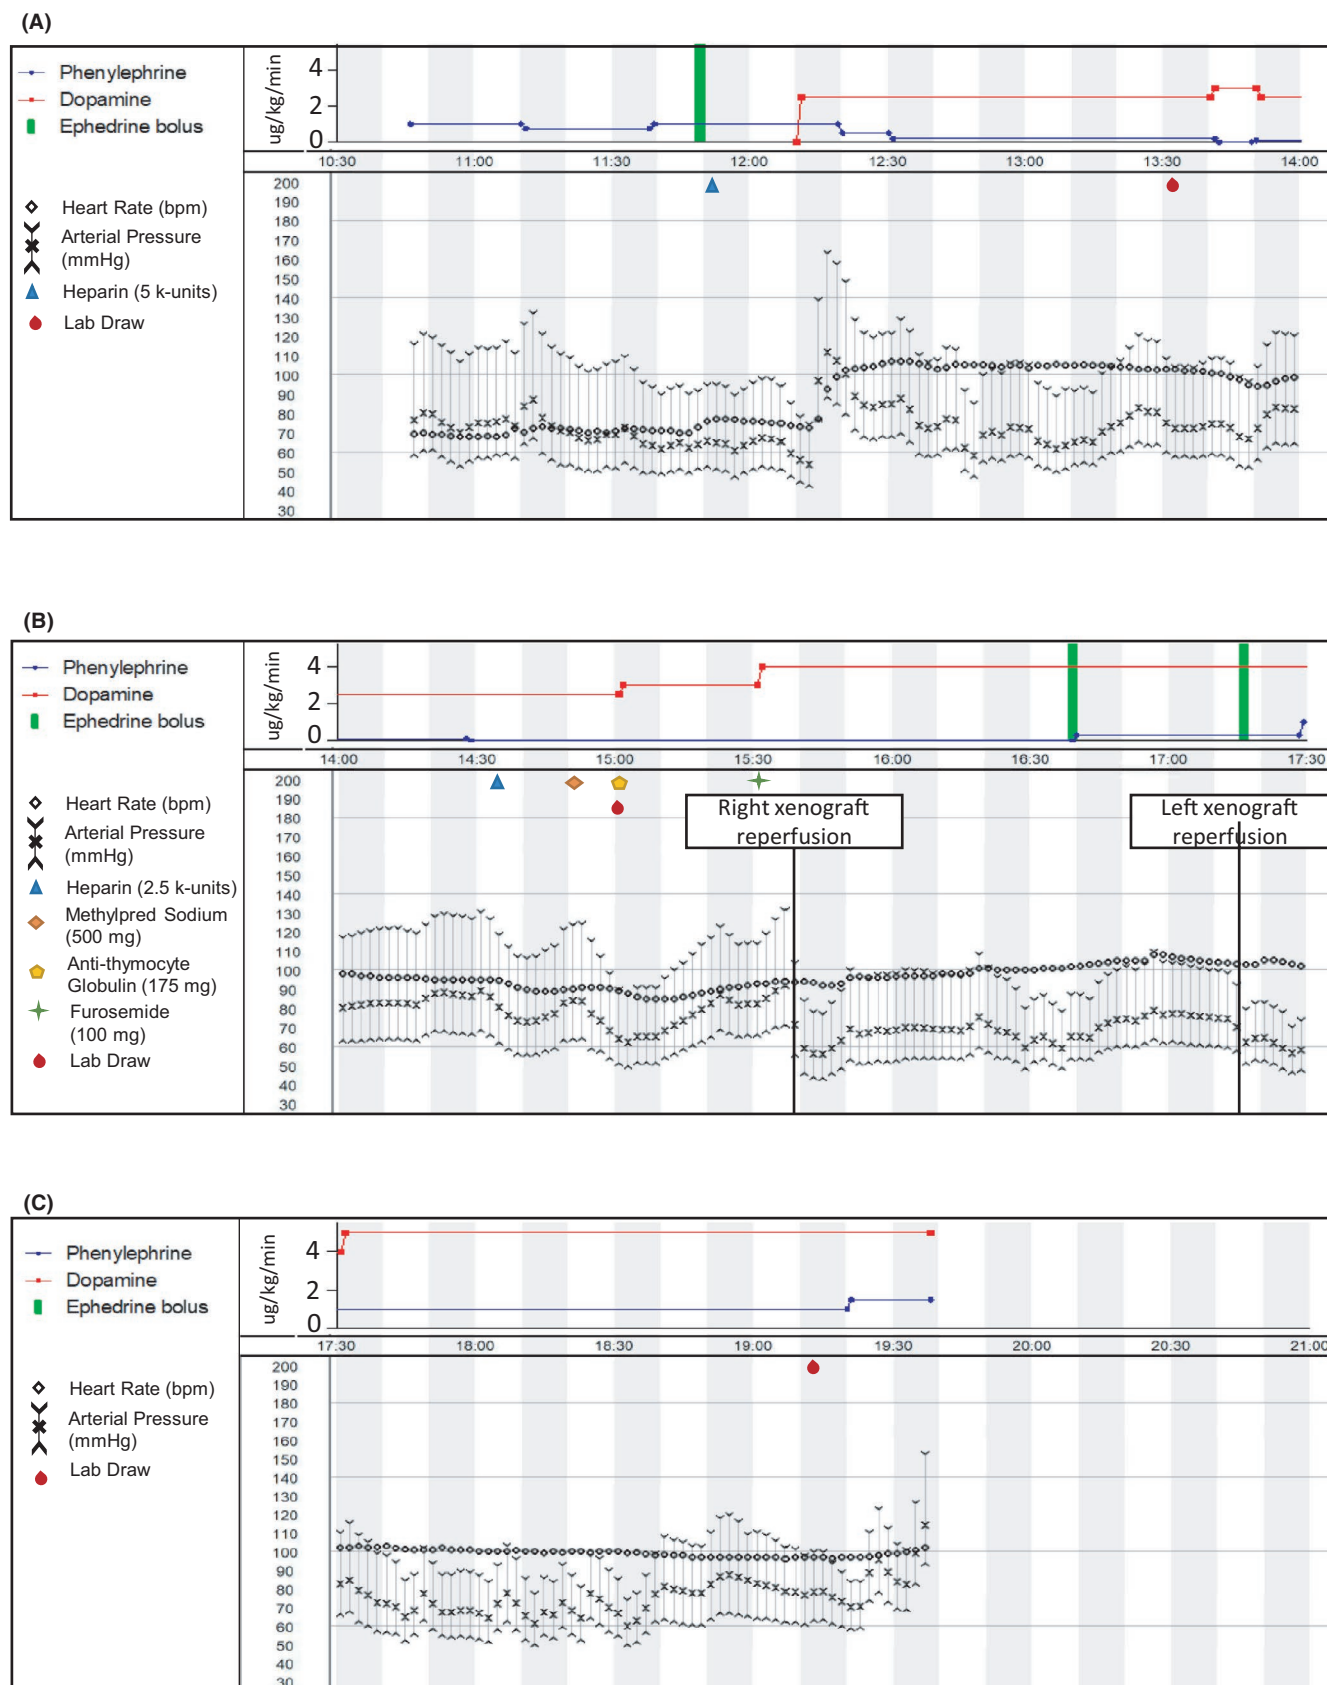 (A)
Phenylephrine
Dopamine
Ephedrine bolus
ug/kg/min
4
2
0
10:30 11:00 11:30 12:00 12:30 13:00 13:30 14:00
Heart Rate (bpm)
Arterial Pressure
(mmHg)
Heparin (5 k-units)
Lab Draw
200
190
180
170
160
150
140
130
120
110
100
90
80
70
60
50
40
30
(B)
Phenylephrine
Dopamine
Ephedrine bolus
ug/kg/min
4
2
0
14:00 14:30 15:00 15:30 16:00 16:30 17:00 17:30
Heart Rate (bpm)
Arterial Pressure
(mmHg)
Heparin (2.5 k-units)
Methylpred Sodium
(500 mg)
Anti-thymocyte
Globulin (175 mg)
Furosemide
(100 mg)
Lab Draw
200
190
180
170
160
150
140
130
120
110
100
90
80
70
60
50
40
30
Right xenograft
reperfusion
Left xenograft
reperfusion
(C)
Phenylephrine
Dopamine
Ephedrine bolus
ug/kg/min
4
2
0
17:30 18:00 18:30 19:00 19:30 20:00 20:30 21:00
Heart Rate (bpm)
Arterial Pressure
(mmHg)
Lab Draw
200
190
180
170
160
150
140
130
120
110
100
90
80
70
60
50
40
30